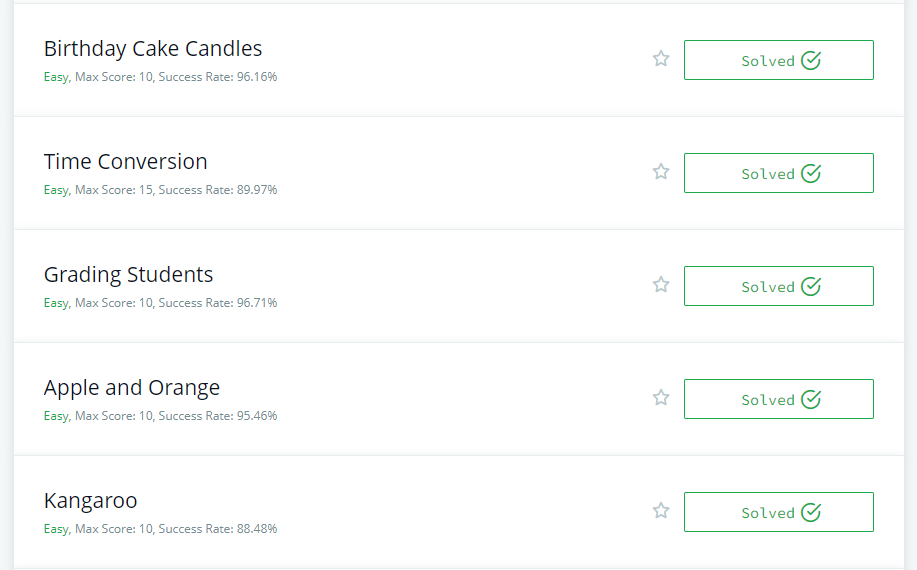 Birthday Cake Candles
Easy, Max Score: 10, Success Rate: 96.16%
Solved
Time Conversion
Easy, Max Score: 15, Success Rate: 89.97%
Solved
Grading Students
Easy, Max Score: 10, Success Rate: 96.71%
Solved
Apple and Orange
Easy, Max Score: 10, Success Rate: 95.46%
Solved
Kangaroo
Easy, Max Score: 10, Success Rate: 88.48%
Solved